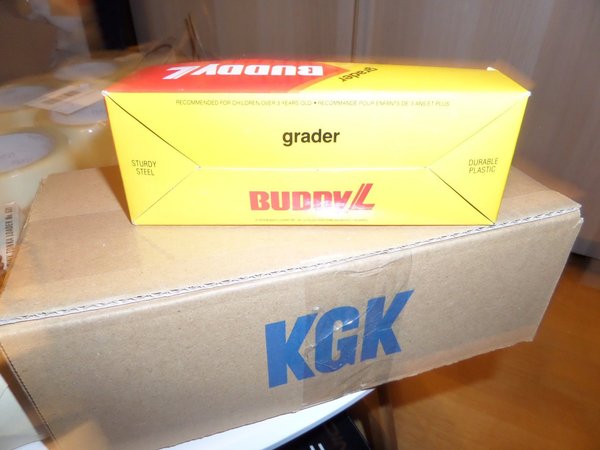 BUDDY L
grader
RECOMMENDED FOR CHILDREN OVER 3 YEARS OLD • RECOMMANDÉ POUR ENFANTS DE 3 ANS ET PLUS
grader
STURDY
STEEL
DURABLE
PLASTIC
BUDDY L
LOADER
KGK